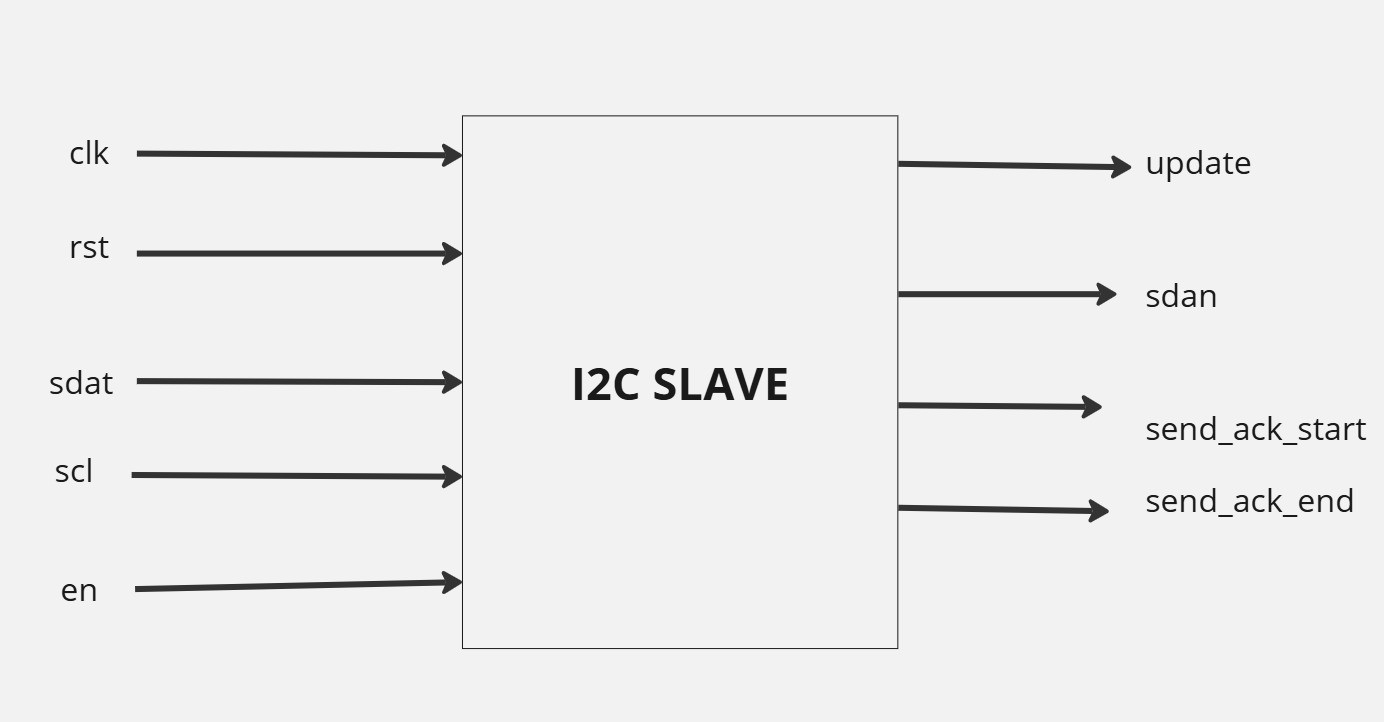 clk
rst
sdat
scl
en
I2C SLAVE
update
sdan
send_ack_start
send_ack_end